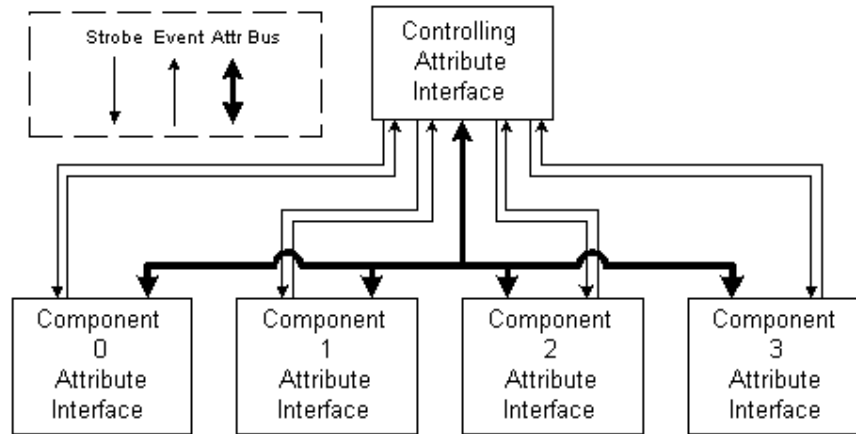 Strobe Event Attr Bus
Controlling
Attribute
Interface
Component
0
Attribute
Interface
Component
1
Attribute
Interface
Component
2
Attribute
Interface
Component
3
Attribute
Interface